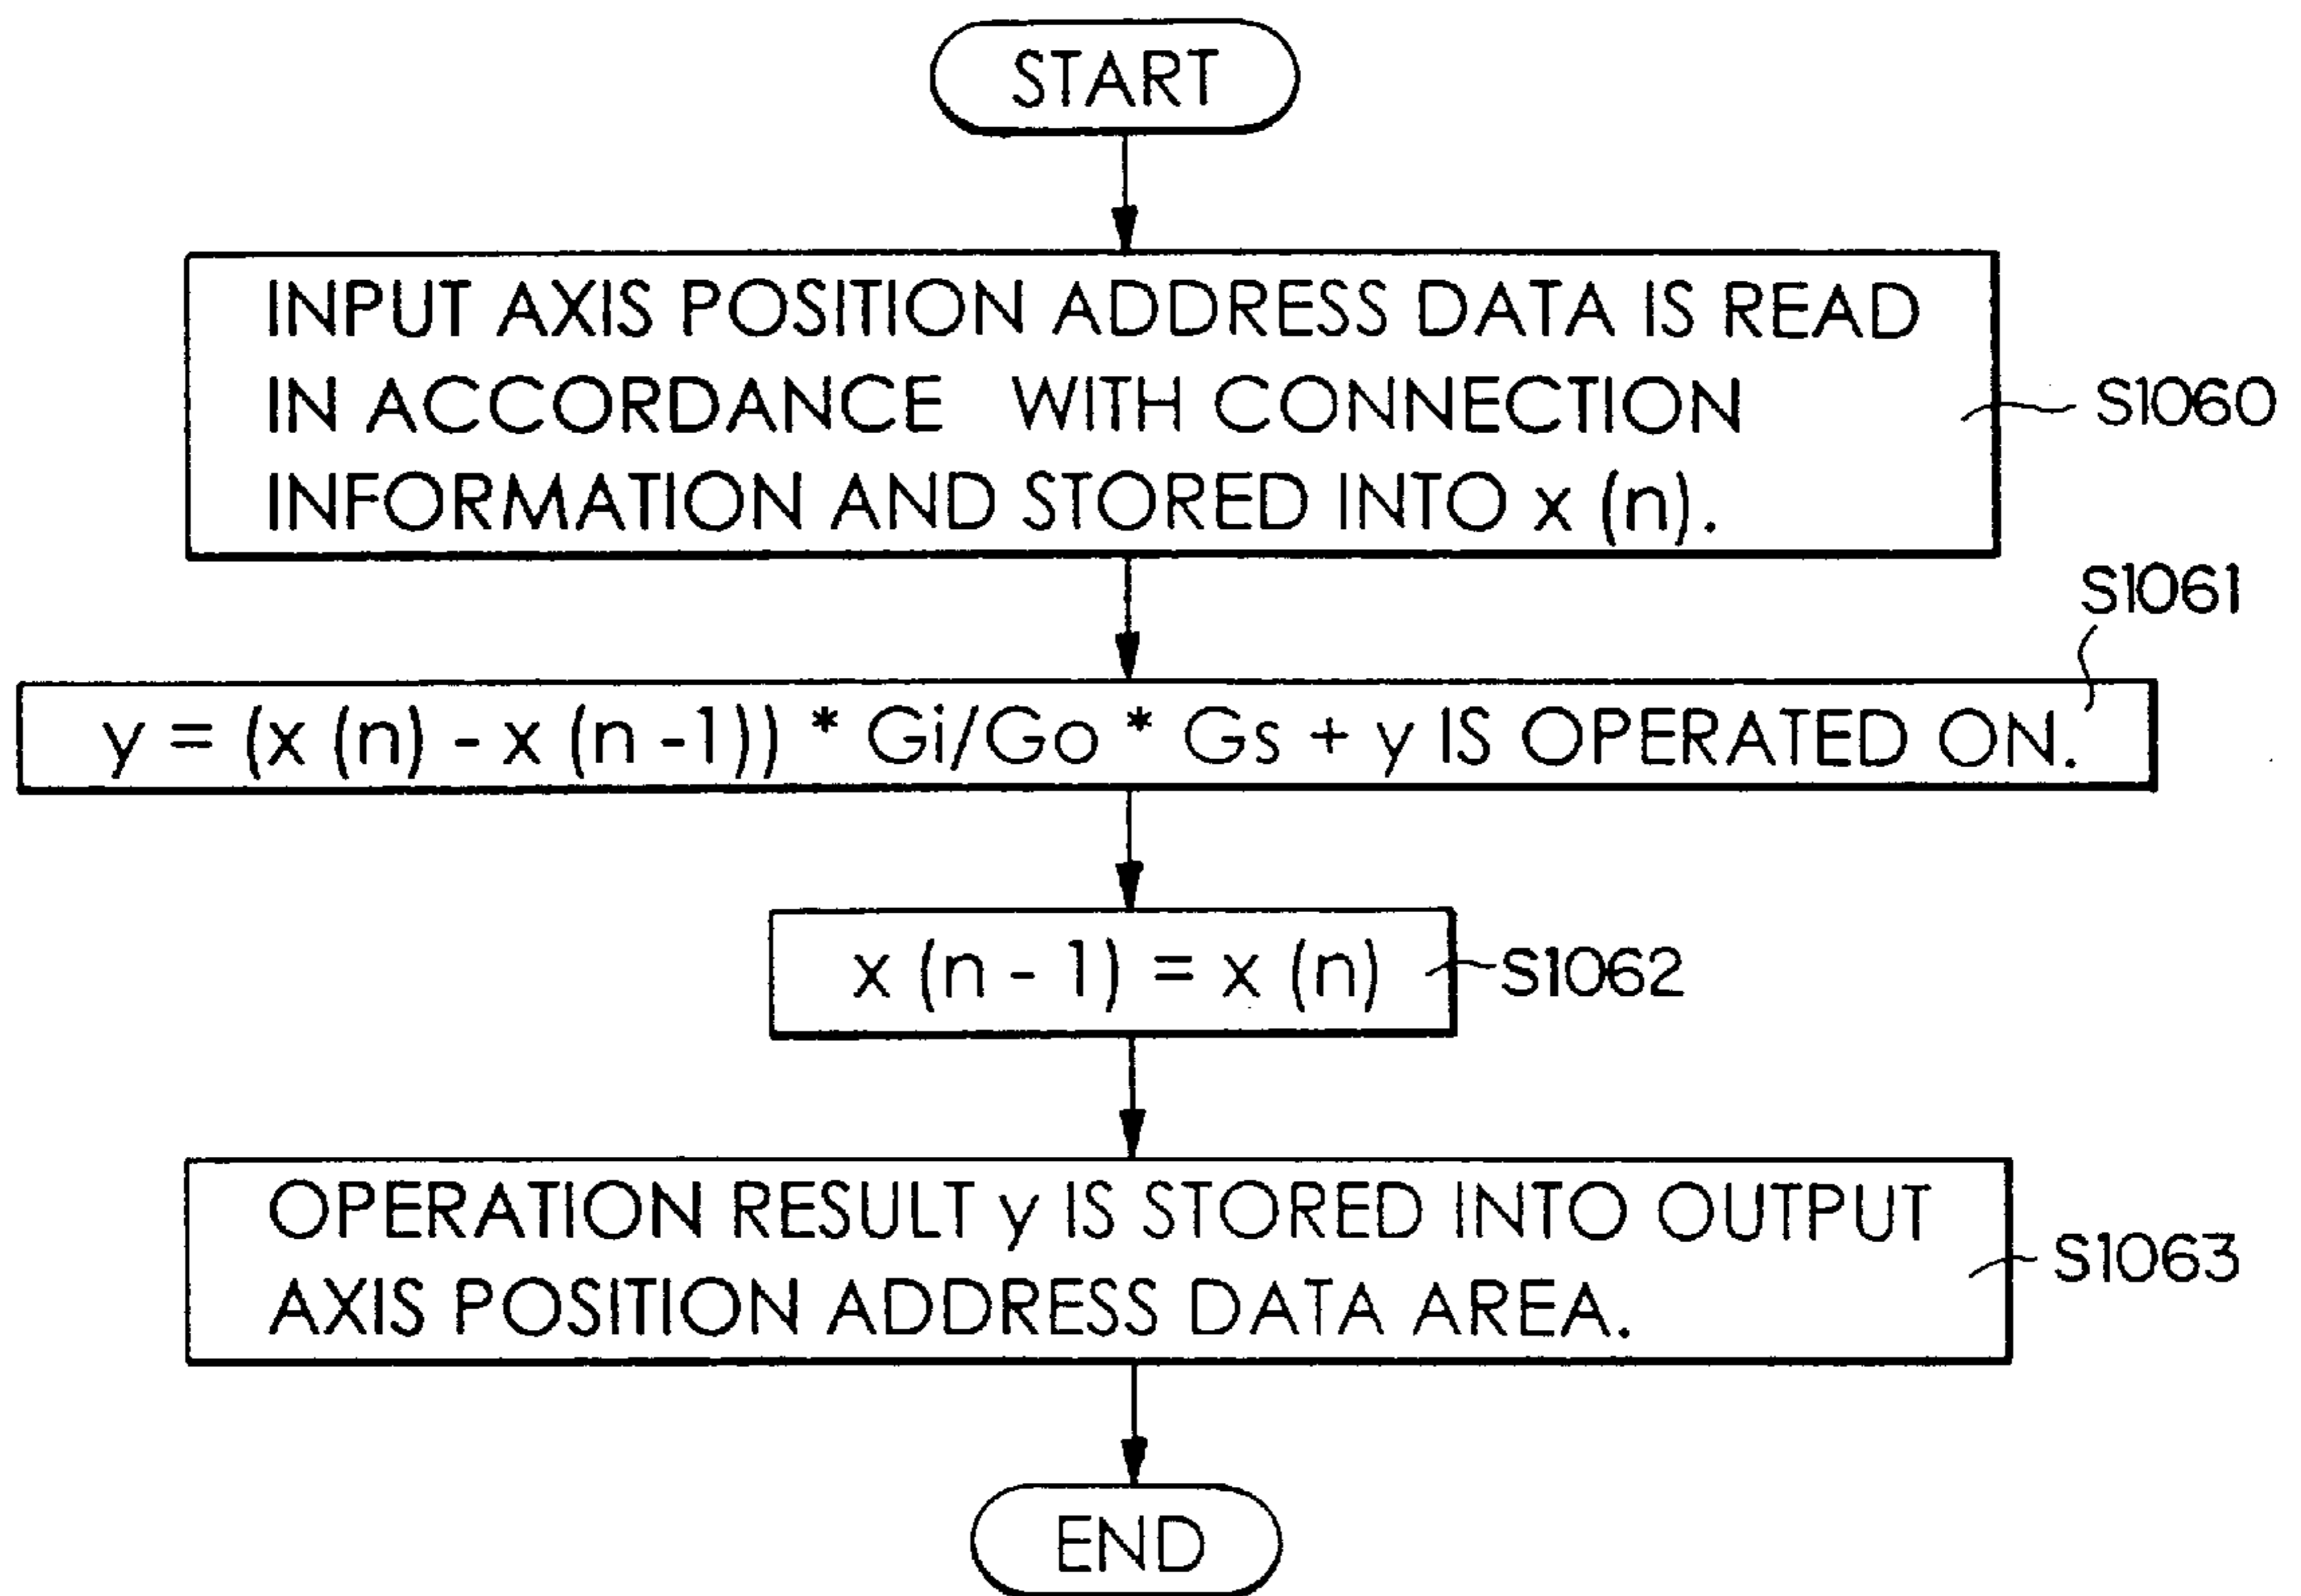 START
INPUT AXIS POSITION ADDRESS DATA IS READ
IN ACCORDANCE WITH CONNECTION
INFORMATION AND STORED INTO x (n).
S1060
S1061
y = (x (n) - x (n -1)) * Gi/Go * Gs + y IS OPERATED ON.
x (n - 1) = x (n)
S1062
OPERATION RESULT y IS STORED INTO OUTPUT
AXIS POSITION ADDRESS DATA AREA.
S1063
END